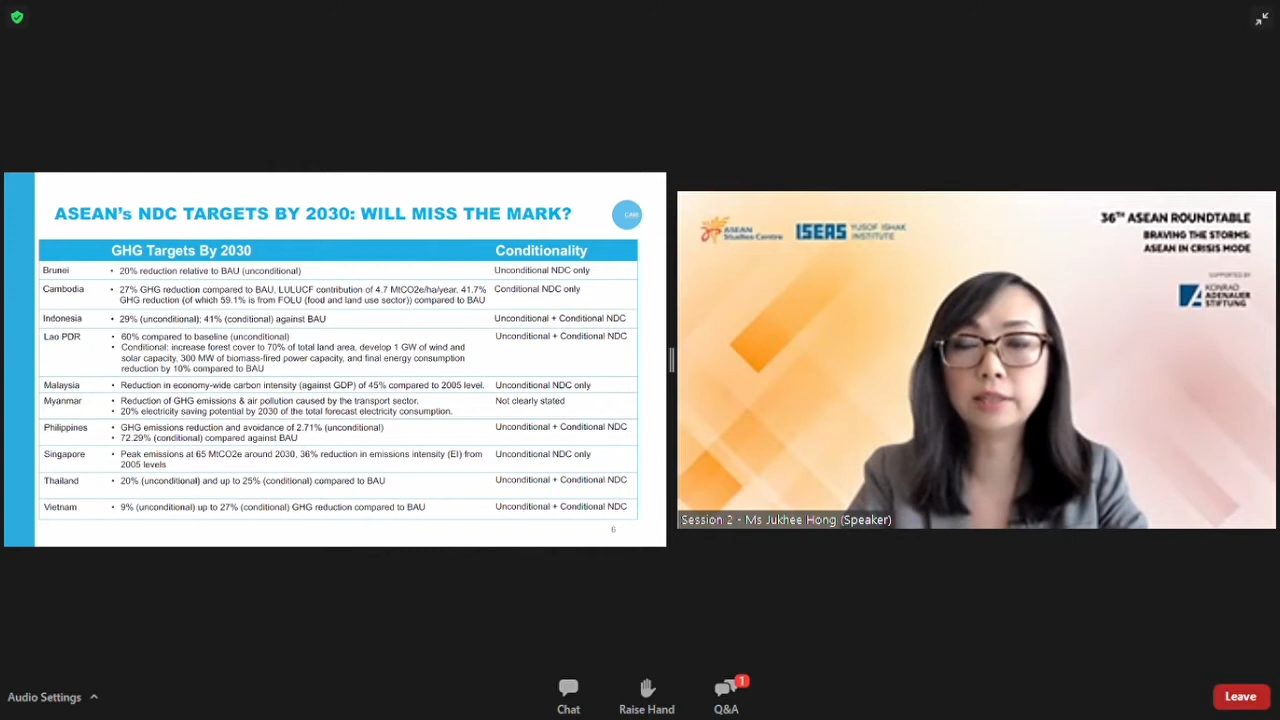 ASEAN's NDC TARGETS BY 2030: WILL MISS THE MARK?
CARI
GHG Targets By 2030 Conditionality
Brunei • 20% reduction relative to BAU (unconditional) Unconditional NDC only
Cambodia • 27% GHG reduction compared to BAU, LULUCF contribution of 4.7 MtCO2e/ha/year. 41.7% Conditional NDC only
GHG reduction (of which 59.1% is from FOLU (food and land use sector)) compared to BAU
Indonesia • 29% (unconditional); 41% (conditional) against BAU Unconditional + Conditional NDC
Lao PDR • 60% compared to baseline (unconditional) Unconditional + Conditional NDC
• Conditional: increase forest cover to 70% of total land area, develop 1 GW of wind and
solar capacity, 300 MW of biomass-fired power capacity, and final energy consumption
reduction by 10% compared to BAU
Malaysia • Reduction in economy-wide carbon intensity (against GDP) of 45% compared to 2005 level. Unconditional NDC only
Myanmar • Reduction of GHG emissions & air pollution caused by the transport sector. Not clearly stated
• 20% electricity saving potential by 2030 of the total forecast electricity consumption.
Philippines • GHG emissions reduction and avoidance of 2.71% (unconditional) Unconditional + Conditional NDC
• 72.29% (conditional) compared against BAU
Singapore • Peak emissions at 65 MtCO2e around 2030, 36% reduction in emissions intensity (EI) from Unconditional NDC only
2005 levels
Thailand • 20% (unconditional) and up to 25% (conditional) compared to BAU Unconditional + Conditional NDC
Vietnam • 9% (unconditional) up to 27% (conditional) GHG reduction compared to BAU Unconditional + Conditional NDC
6
ASEAN
Studies Centre
ISEAS YUSOF ISHAK
INSTITUTE
36TH ASEAN ROUNDTABLE
BRAVING THE STORMS:
ASEAN IN CRISIS MODE
SUPPORTED BY
KONRAD
ADENAUER
STIFTUNG
Session 2 - Ms Jukhee Hong (Speaker)
Audio Settings
Chat
Raise Hand
1
Q&A
Leave